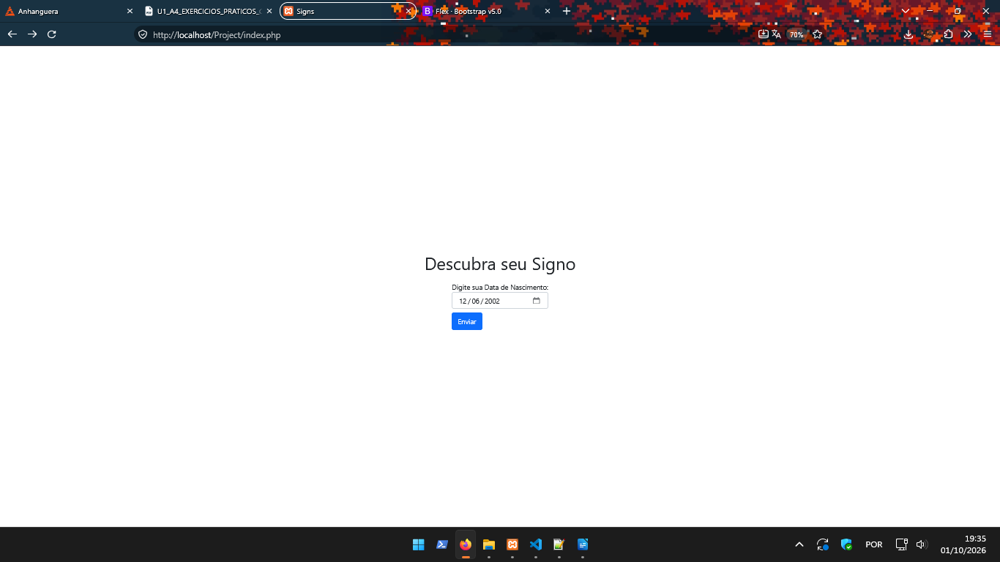 Anhanguera
U1_A4_EXERCICIOS_PRATICOS_
Signs
Flex · Bootstrap v5.0
http://localhost/Project/index.php
70%
Descubra seu Signo
Digite sua Data de Nascimento:
12 / 06 / 2002
Enviar
POR
19:35
01/10/2026